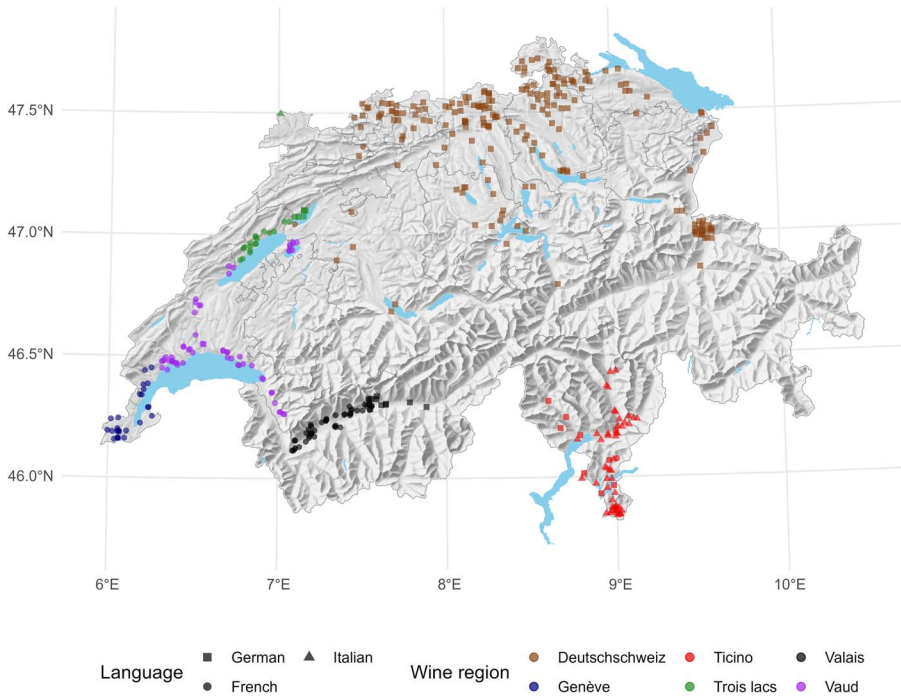 47.5°N
47.0°N
46.5°N
46.0°N
6°E 7°E 8°E 9°E 10°E
Language German Italian Wine region Deutschschweiz Ticino Valais
French Genève Trois lacs Vaud